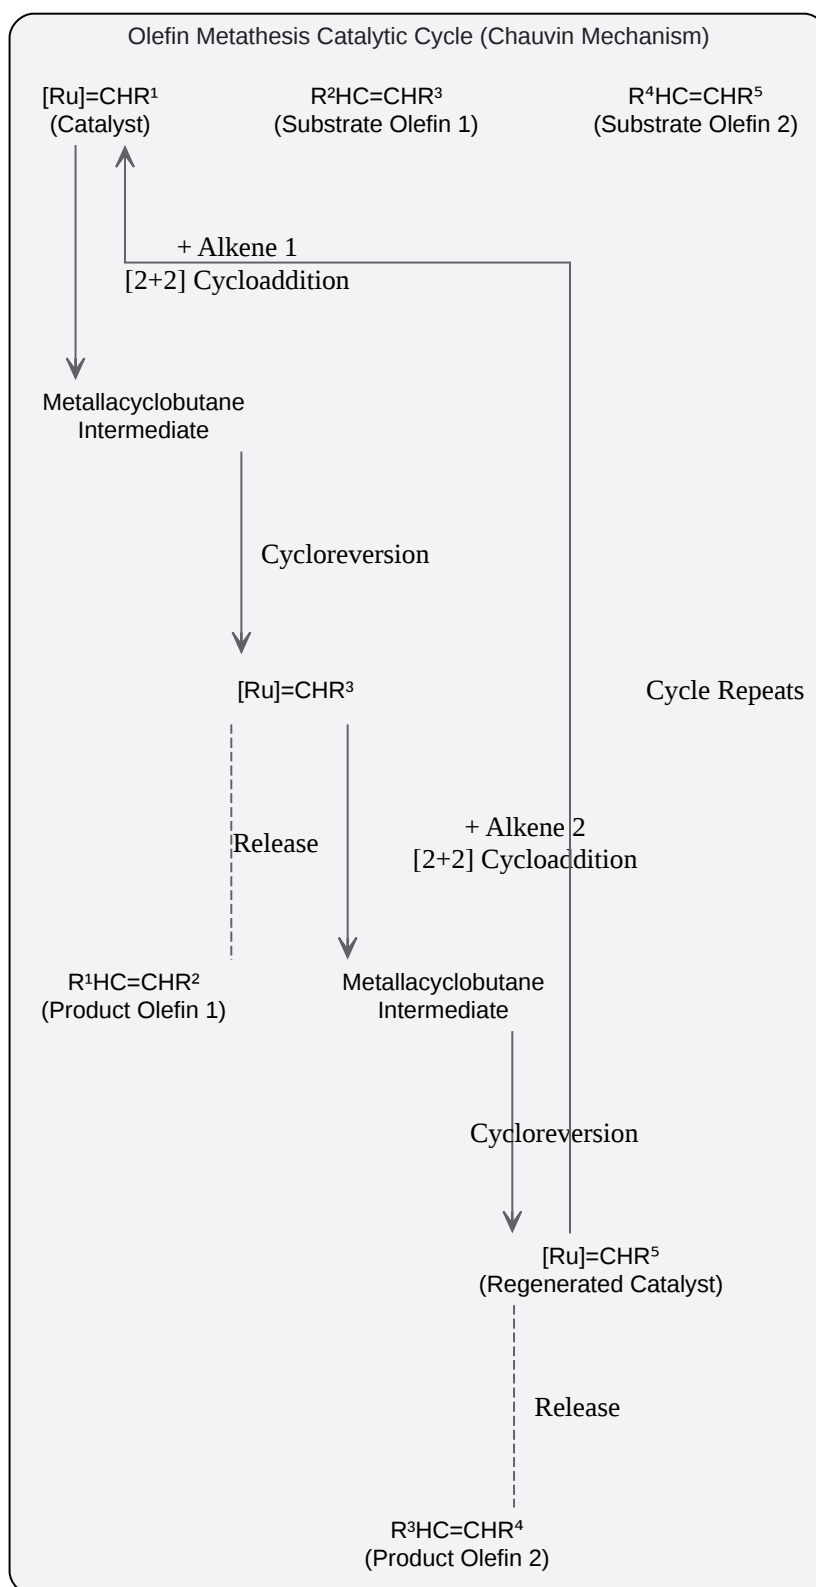 Olefin Metathesis Catalytic Cycle (Chauvin Mechanism)
[Ru]=CHR¹
(Catalyst)
R²HC=CHR³
(Substrate Olefin 1)
R⁴HC=CHR⁵
(Substrate Olefin 2)
+ Alkene 1
[2+2] Cycloaddition
Metallacyclobutane
Intermediate
Cycloreversion
[Ru]=CHR³
Cycle Repeats
Release
+ Alkene 2
[2+2] Cycloaddition
R¹HC=CHR²
(Product Olefin 1)
Metallacyclobutane
Intermediate
Cycloreversion
[Ru]=CHR⁵
(Regenerated Catalyst)
Release
R³HC=CHR⁴
(Product Olefin 2)